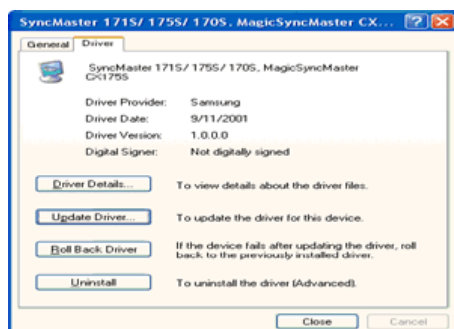 SyncMaster 171S/ 175S/ 170S, MagicSyncMaster CX...
General
Driver
SyncMaster 171S/ 175S/ 170S, MagicSyncMaster
CX175S
Driver Provider: Samsung
Driver Date: 9/11/2001
Driver Version: 1.0.0.0
Digital Signer: Not digitally signed
Driver Details... To view details about the driver files.
Update Driver... To update the driver for this device.
Roll Back Driver If the device fails after updating the driver, roll
back to the previously installed driver.
Uninstall To uninstall the driver (Advanced).
Close Cancel